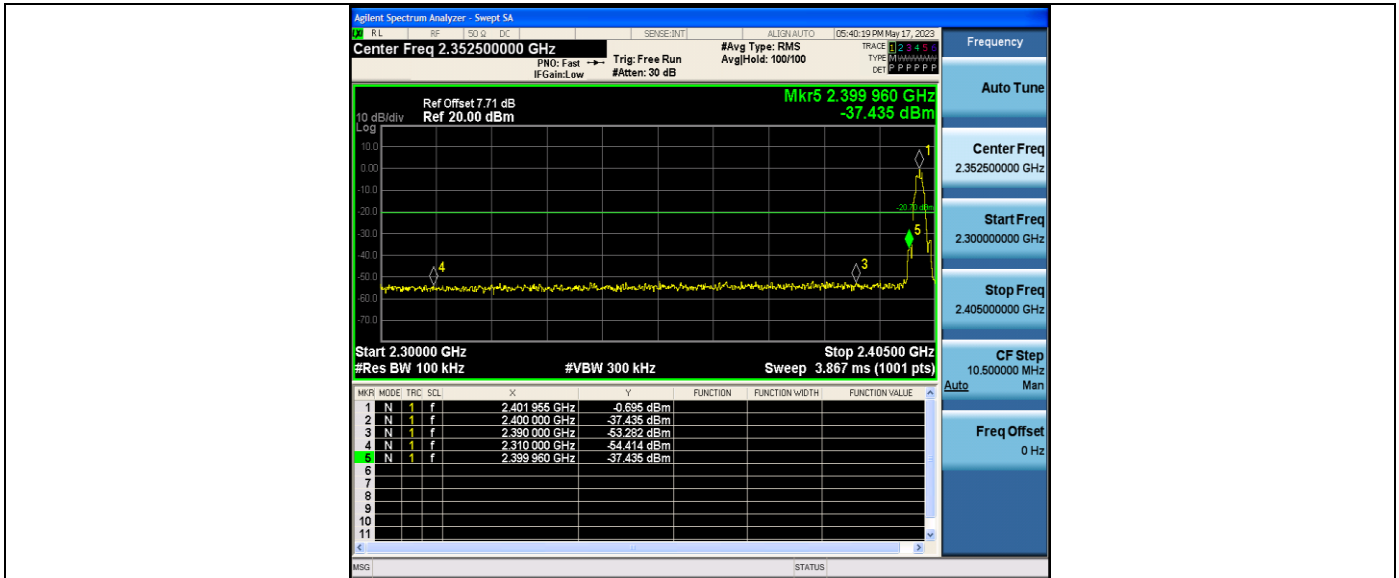 Agilent Spectrum Analyzer - Swept SA
RL RF 50 Ω DC SENSE:INT ALIGN AUTO 05:40:19 PM May 17, 2023
Center Freq 2.352500000 GHz
PNO: Fast
IFGain:Low
Trig: Free Run
#Atten: 30 dB
#Avg Type: RMS
Avg|Hold: 100/100
TRACE 1 2 3 4 5 6
TYPE M
DET P P P P P P
Mkr5 2.399 960 GHz
-37.435 dBm
Ref Offset 7.71 dB
10 dB/div Ref 20.00 dBm
Log
10.0
0.00
-10.0
-20.0
-30.0
-40.0
-50.0
-60.0
-70.0
-20.70 dBm
1
5
3
4
Start 2.30000 GHz Stop 2.40500 GHz
#Res BW 100 kHz #VBW 300 kHz Sweep 3.867 ms (1001 pts)
MKR MODE TRC SCL X Y FUNCTION FUNCTION WIDTH FUNCTION VALUE
1 N 1 f 2.401 955 GHz -0.695 dBm
2 N 1 f 2.400 000 GHz -37.435 dBm
3 N 1 f 2.390 000 GHz -53.282 dBm
4 N 1 f 2.310 000 GHz -54.414 dBm
5 N 1 f 2.399 960 GHz -37.435 dBm
6
7
8
9
10
11
MSG STATUS
Frequency
Auto Tune
Center Freq
2.352500000 GHz
Start Freq
2.300000000 GHz
Stop Freq
2.405000000 GHz
CF Step
10.500000 MHz
Auto Man
Freq Offset
0 Hz